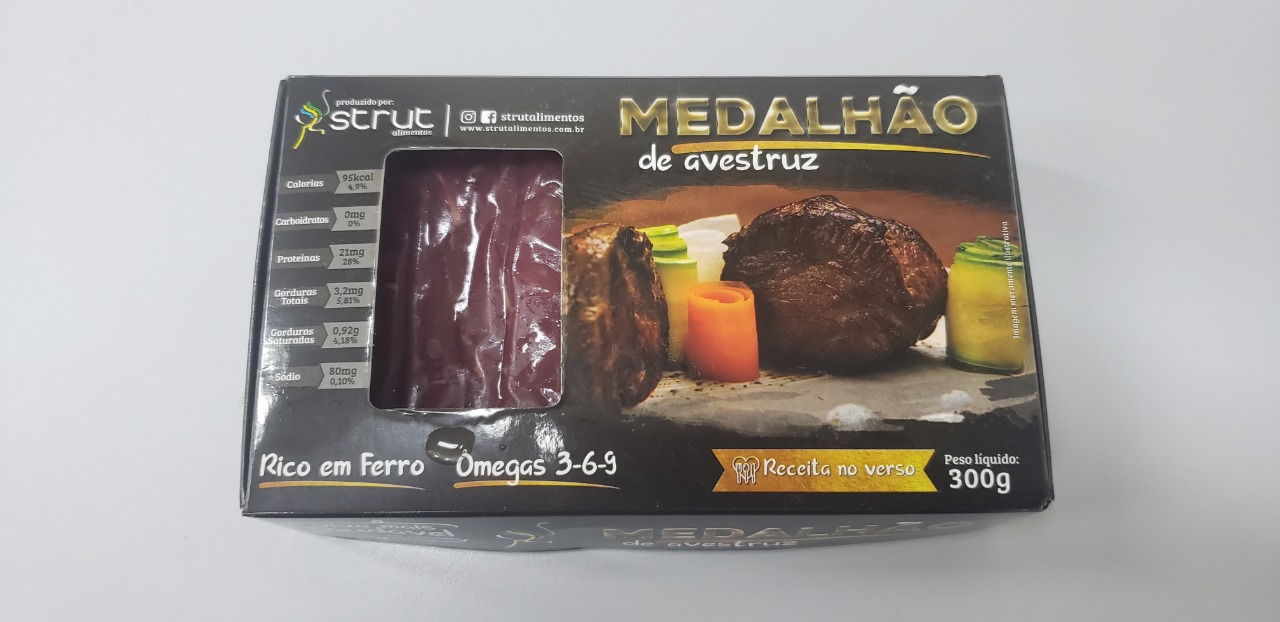 produzido por:
strut
alimentos
strutalimentos
www.strutalimentos.com.br
MEDALHÃO
de avestruz
Calorias
95kcal
4,9%
Carboidratos
0mg
0%
Proteínas
21mg
28%
Gorduras
Totais
3,2mg
5,81%
Gorduras
Saturadas
0,92g
4,18%
Sódio
80mg
0,10%
Imagem meramente ilustrativa
Rico em Ferro
Ômegas 3-6-9
Receita no verso
Peso líquido:
300g
MEDALHÃO
de avestruz